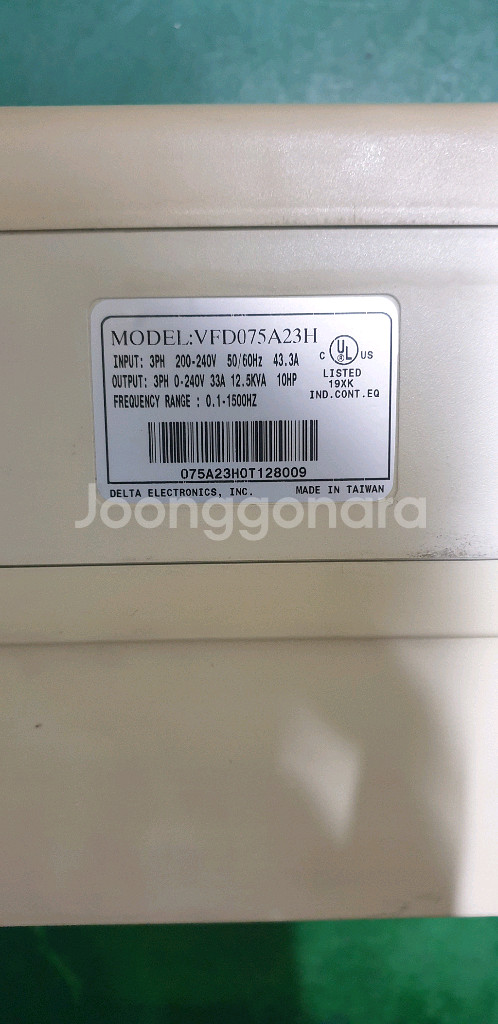 MODEL:VFD075A23H
INPUT: 3PH 200-240V 50/60Hz 43.3A
OUTPUT: 3PH 0-240V 33A 12.5KVA 10HP
FREQUENCY RANGE : 0.1-1500HZ
C UL US
LISTED
19XK
IND.CONT.EQ
075A23H0T128009
DELTA ELECTRONICS, INC. MADE IN TAIWAN
Joonggonara